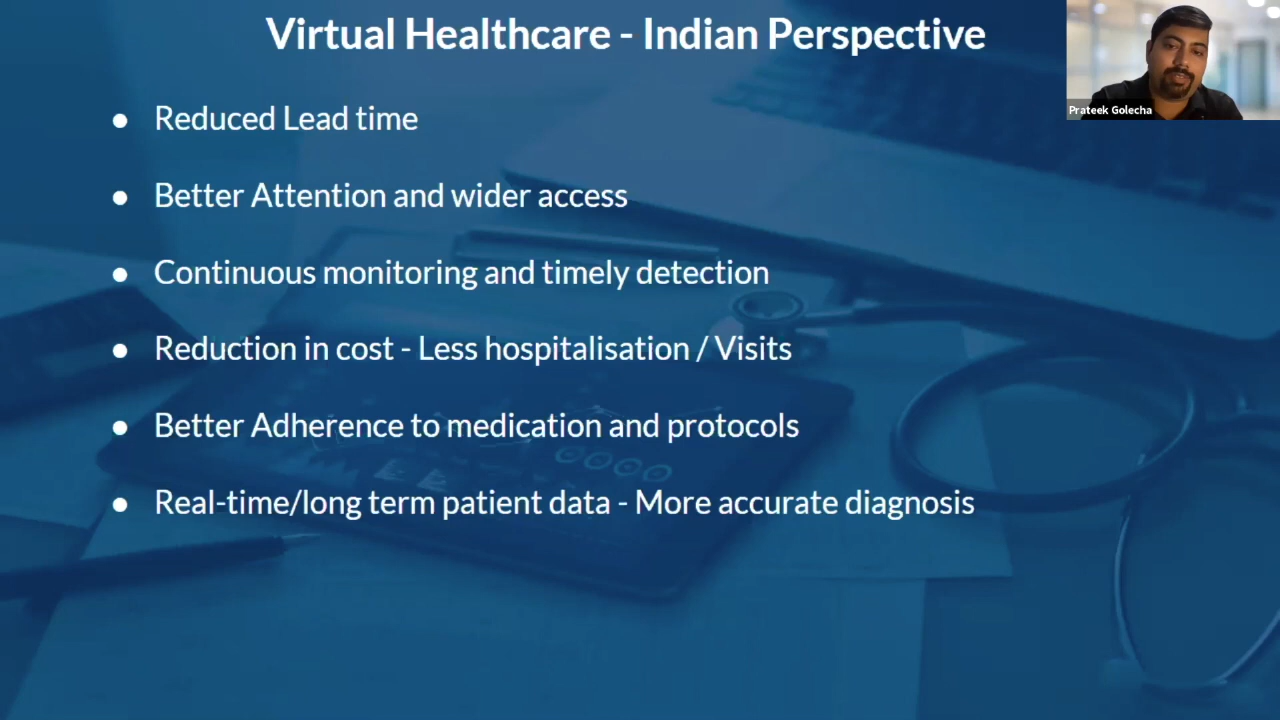 Virtual Healthcare - Indian Perspective
Prateek Golecha
● Reduced Lead time
● Better Attention and wider access
● Continuous monitoring and timely detection
● Reduction in cost - Less hospitalisation / Visits
● Better Adherence to medication and protocols
● Real-time/long term patient data - More accurate diagnosis